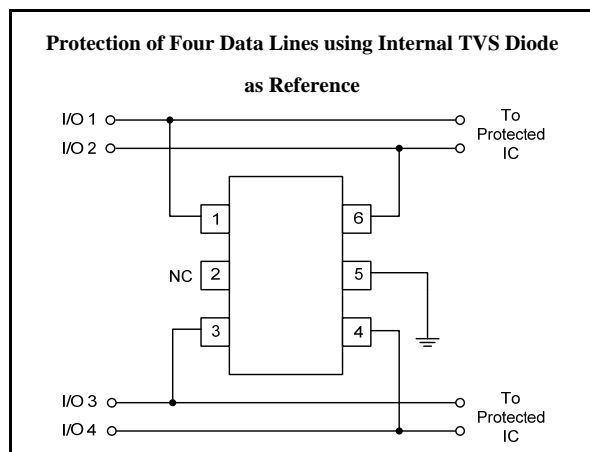 Protection of Four Data Lines using Internal TVS Diode
as Reference
I/O 1
To
Protected
IC
I/O 2
1
6
NC
2
5
3
4
I/O 3
To
Protected
IC
I/O 4